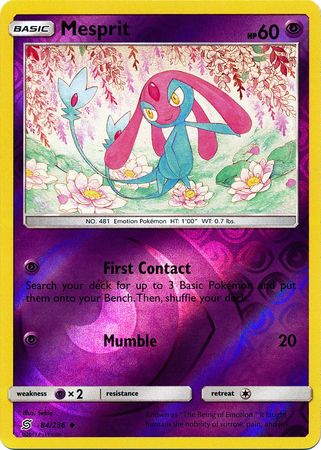 BASIC Mesprit HP60
NO. 481 Emotion Pokémon HT: 1'00" WT: 0.7 lbs.
First Contact
Search your deck for up to 3 Basic Pokémon and put
them onto your Bench. Then, shuffle your deck.
Mumble 20
weakness ×2 resistance retreat
Illus. Sekio
84/236
Known as "The Being of Emotion," it taught
humans the nobility of sorrow, pain, and joy.